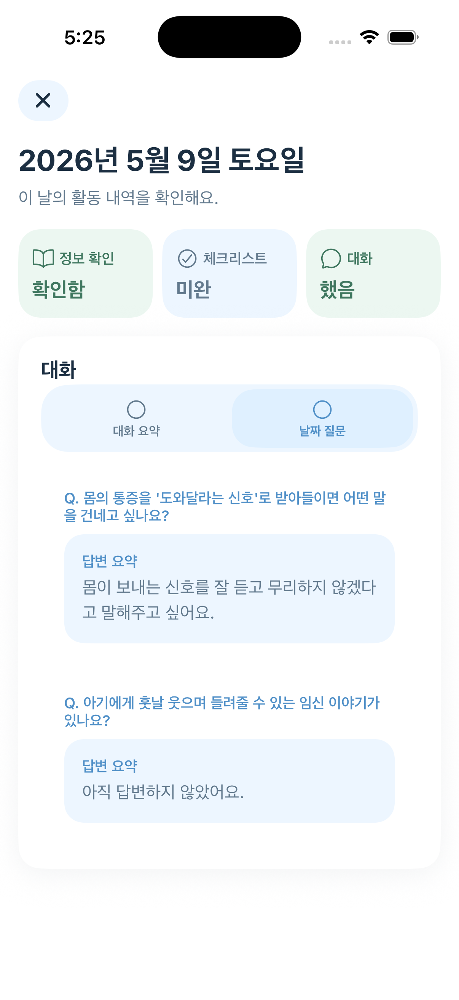 5:25
2026년 5월 9일 토요일
이 날의 활동 내역을 확인해요.
정보 확인
확인함
체크리스트
미완
대화
했음
대화
대화 요약
날짜 질문
Q. 몸의 통증을 '도와달라는 신호'로 받아들이면 어떤 말
을 건네고 싶나요?
답변 요약
몸이 보내는 신호를 잘 듣고 무리하지 않겠다
고 말해주고 싶어요.
Q. 아기에게 훗날 웃으며 들려줄 수 있는 임신 이야기가
있나요?
답변 요약
아직 답변하지 않았어요.